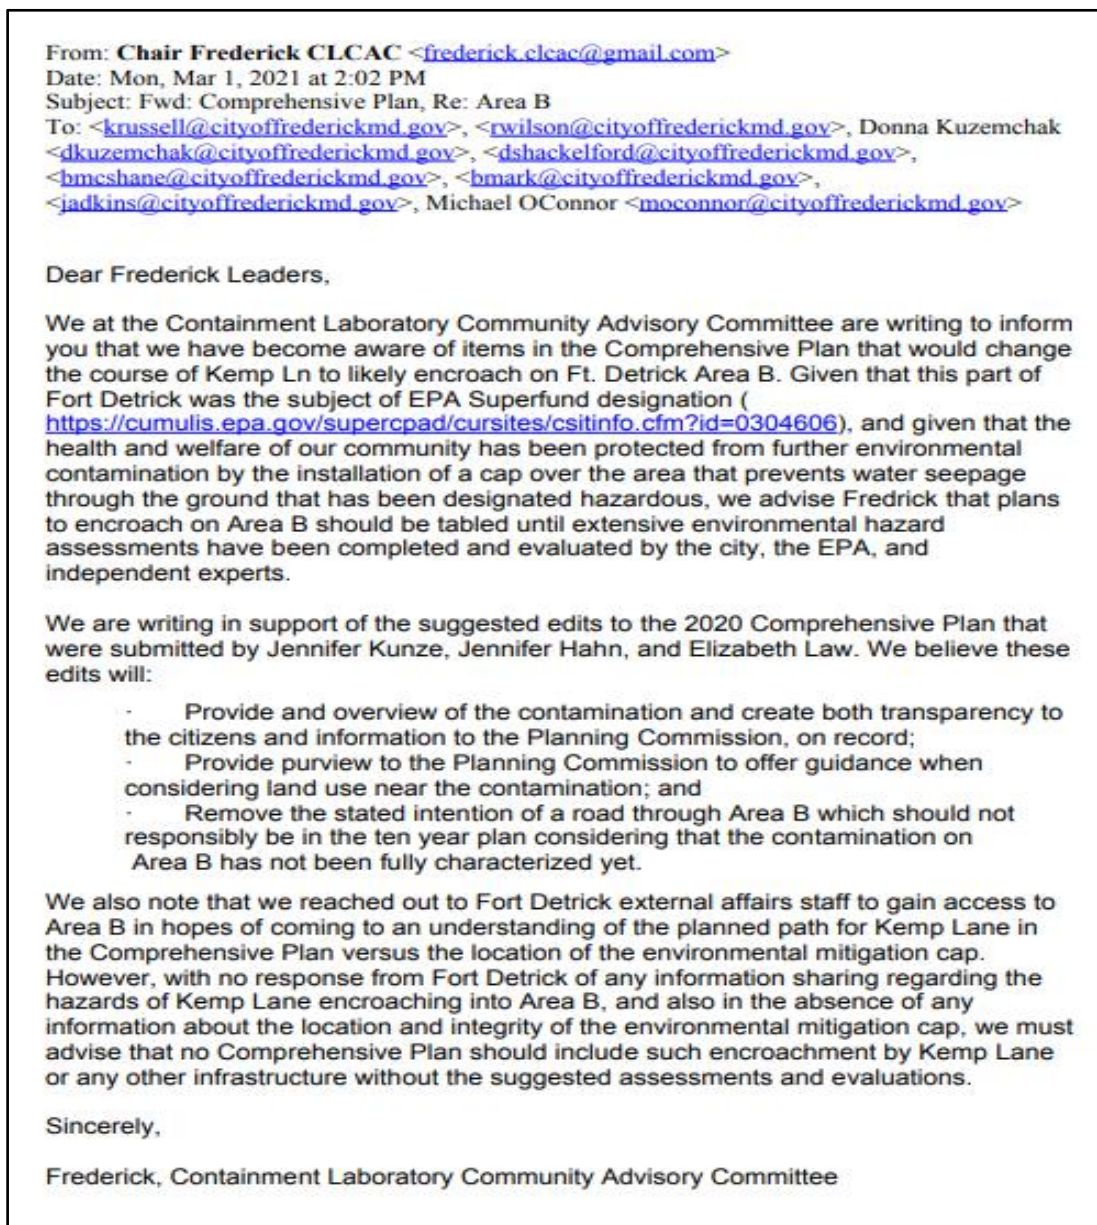 From: Chair Frederick CLCAC <frederick.clcac@gmail.com>
Date: Mon, Mar 1, 2021 at 2:02 PM
Subject: Fwd: Comprehensive Plan, Re: Area B
To: <krussell@cityoffrederickmd.gov>, <rwilson@cityoffrederickmd.gov>, Donna Kuzemchak
<dkuzemchak@cityoffrederickmd.gov>, <dshackelford@cityoffrederickmd.gov>,
<bmcshane@cityoffrederickmd.gov>, <bmark@cityoffrederickmd.gov>,
<jadkins@cityoffrederickmd.gov>, Michael OConnor <moconnor@cityoffrederickmd.gov>
Dear Frederick Leaders,
We at the Containment Laboratory Community Advisory Committee are writing to inform
you that we have become aware of items in the Comprehensive Plan that would change
the course of Kemp Ln to likely encroach on Ft. Detrick Area B. Given that this part of
Fort Detrick was the subject of EPA Superfund designation (
https://cumulis.epa.gov/supercpad/cursites/csitinfo.cfm?id=0304606), and given that the
health and welfare of our community has been protected from further environmental
contamination by the installation of a cap over the area that prevents water seepage
through the ground that has been designated hazardous, we advise Fredrick that plans
to encroach on Area B should be tabled until extensive environmental hazard
assessments have been completed and evaluated by the city, the EPA, and
independent experts.
We are writing in support of the suggested edits to the 2020 Comprehensive Plan that
were submitted by Jennifer Kunze, Jennifer Hahn, and Elizabeth Law. We believe these
edits will:
· Provide and overview of the contamination and create both transparency to
the citizens and information to the Planning Commission, on record;
· Provide purview to the Planning Commission to offer guidance when
considering land use near the contamination; and
· Remove the stated intention of a road through Area B which should not
responsibly be in the ten year plan considering that the contamination on
Area B has not been fully characterized yet.
We also note that we reached out to Fort Detrick external affairs staff to gain access to
Area B in hopes of coming to an understanding of the planned path for Kemp Lane in
the Comprehensive Plan versus the location of the environmental mitigation cap.
However, with no response from Fort Detrick of any information sharing regarding the
hazards of Kemp Lane encroaching into Area B, and also in the absence of any
information about the location and integrity of the environmental mitigation cap, we must
advise that no Comprehensive Plan should include such encroachment by Kemp Lane
or any other infrastructure without the suggested assessments and evaluations.
Sincerely,
Frederick, Containment Laboratory Community Advisory Committee